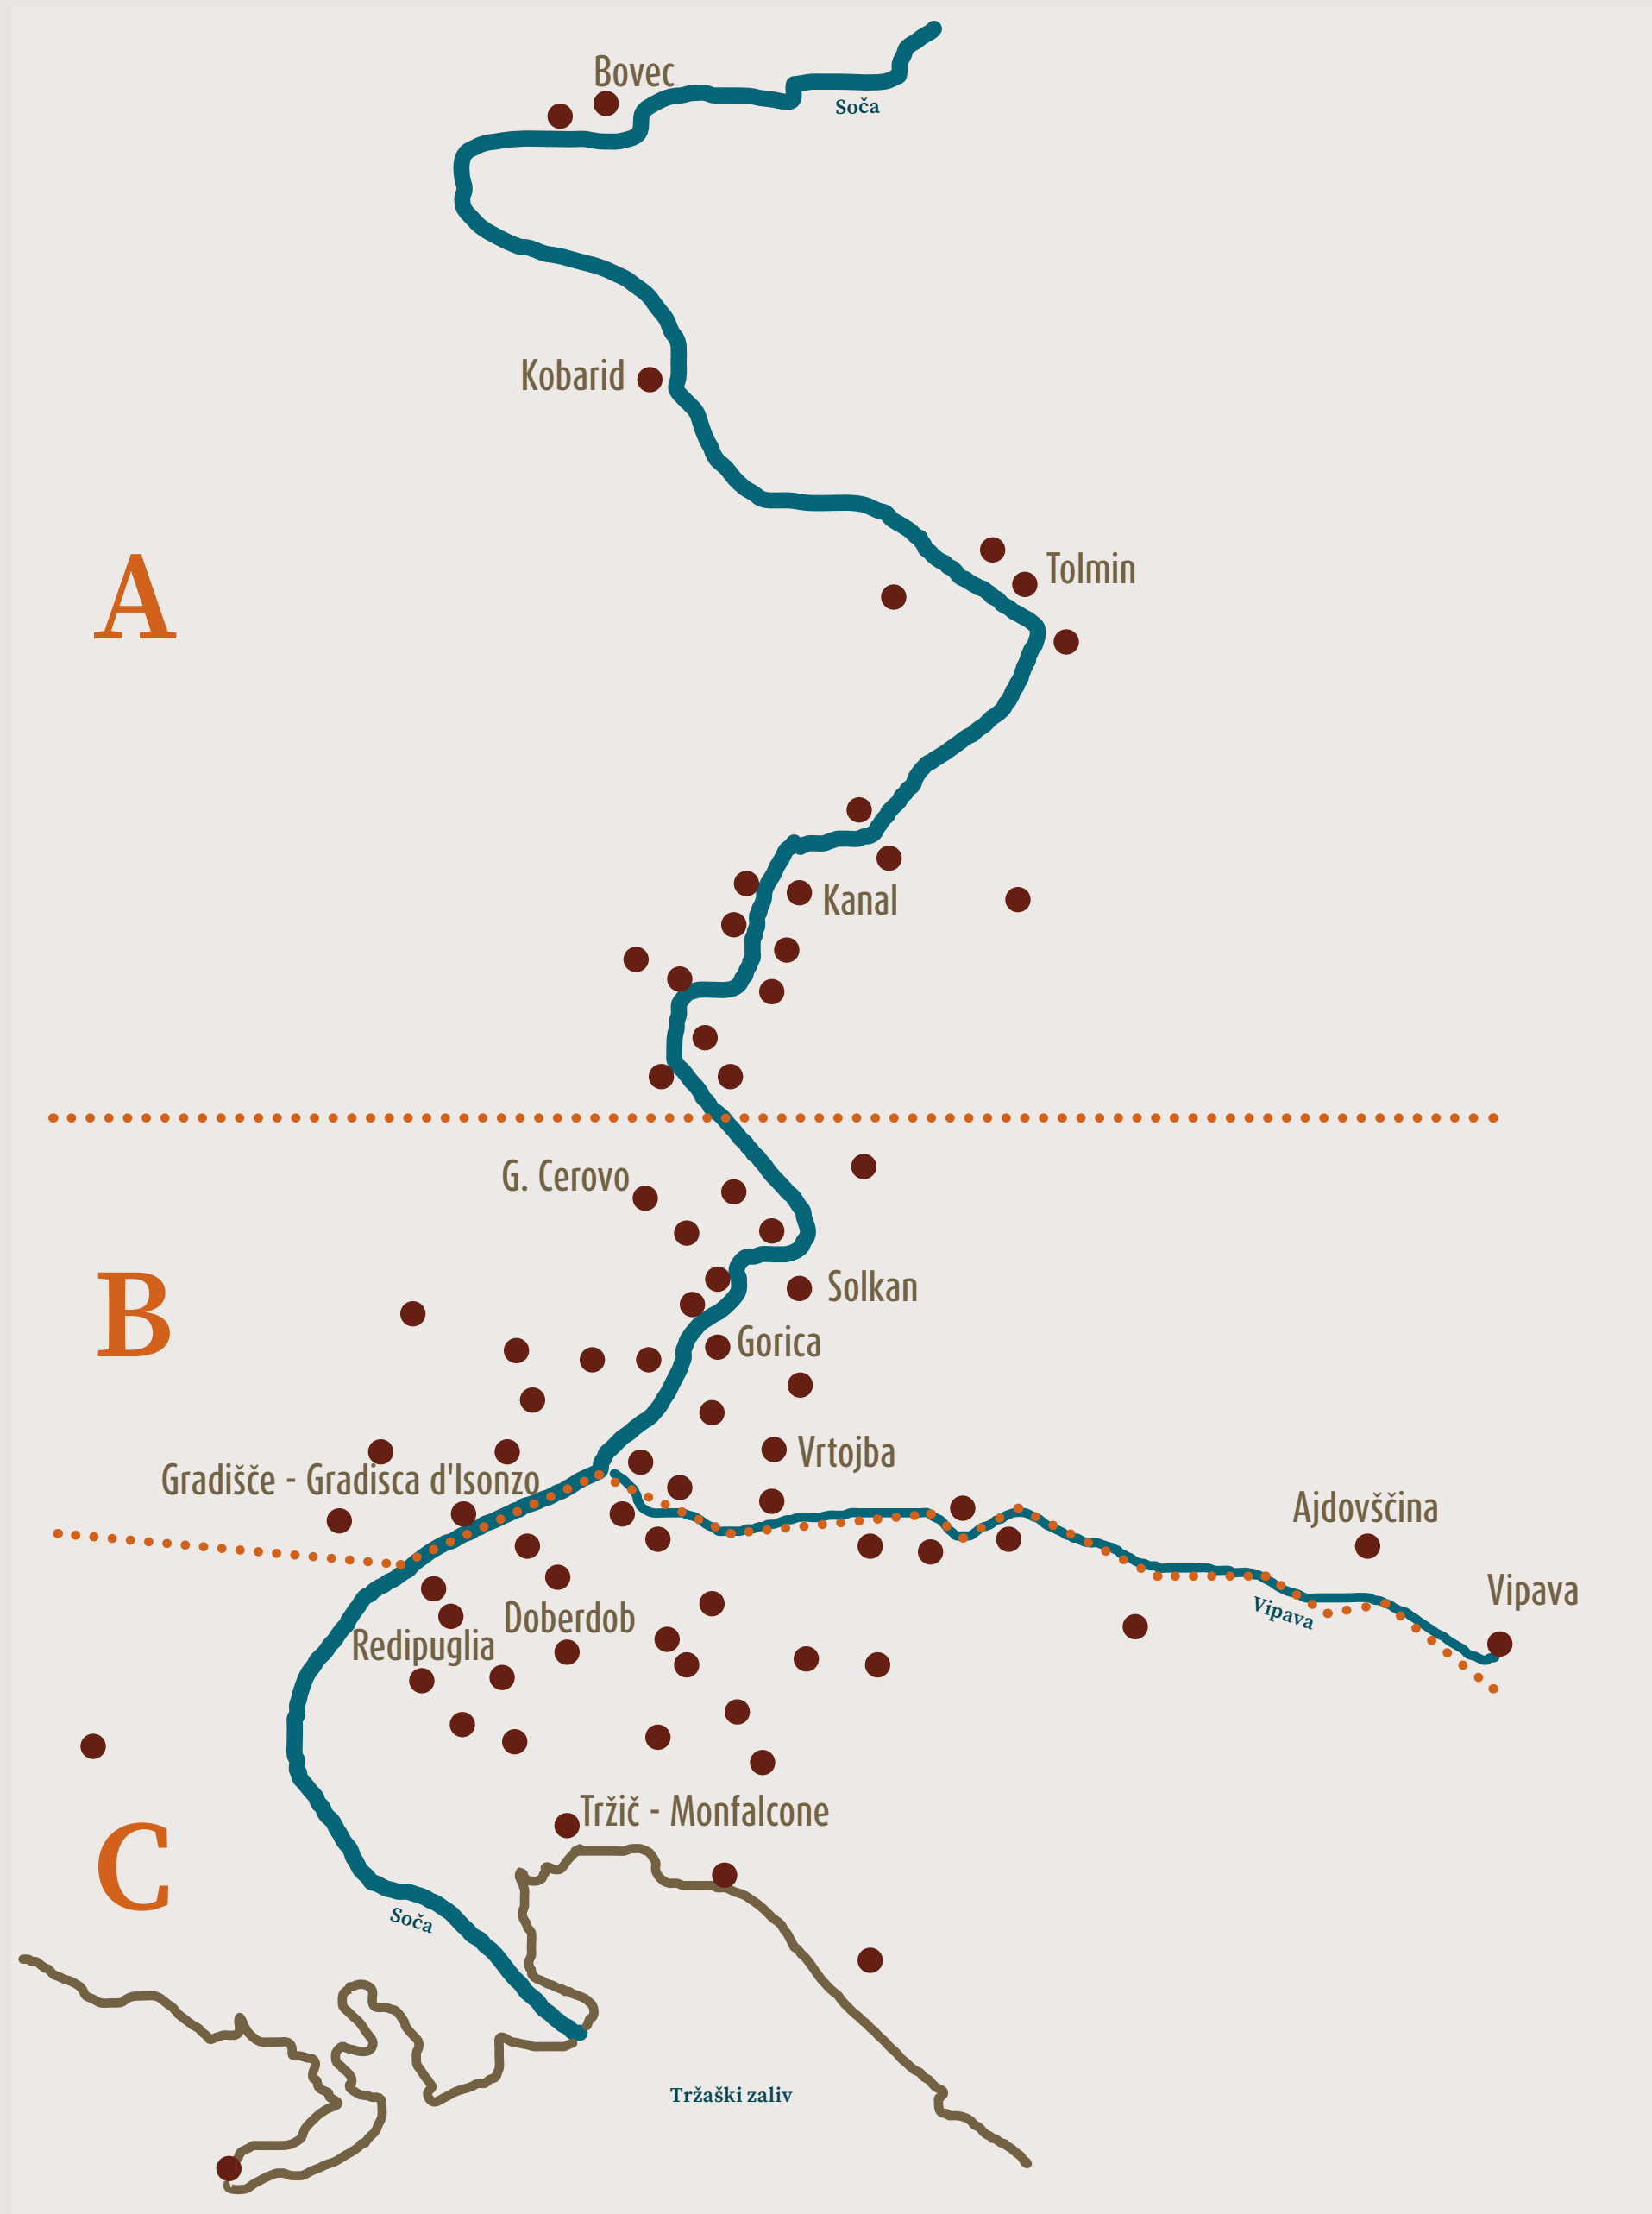 Bovec
Soča
Kobarid
A
Tolmin
Kanal
G. Cerovo
B
Solkan
Gorica
Vrtojba
Gradišče - Gradisca d'Isonzo
Ajdovščina
Vipava
Vipava
Doberdob
Redipuglia
Tržič - Monfalcone
C
Soča
Tržaški zaliv